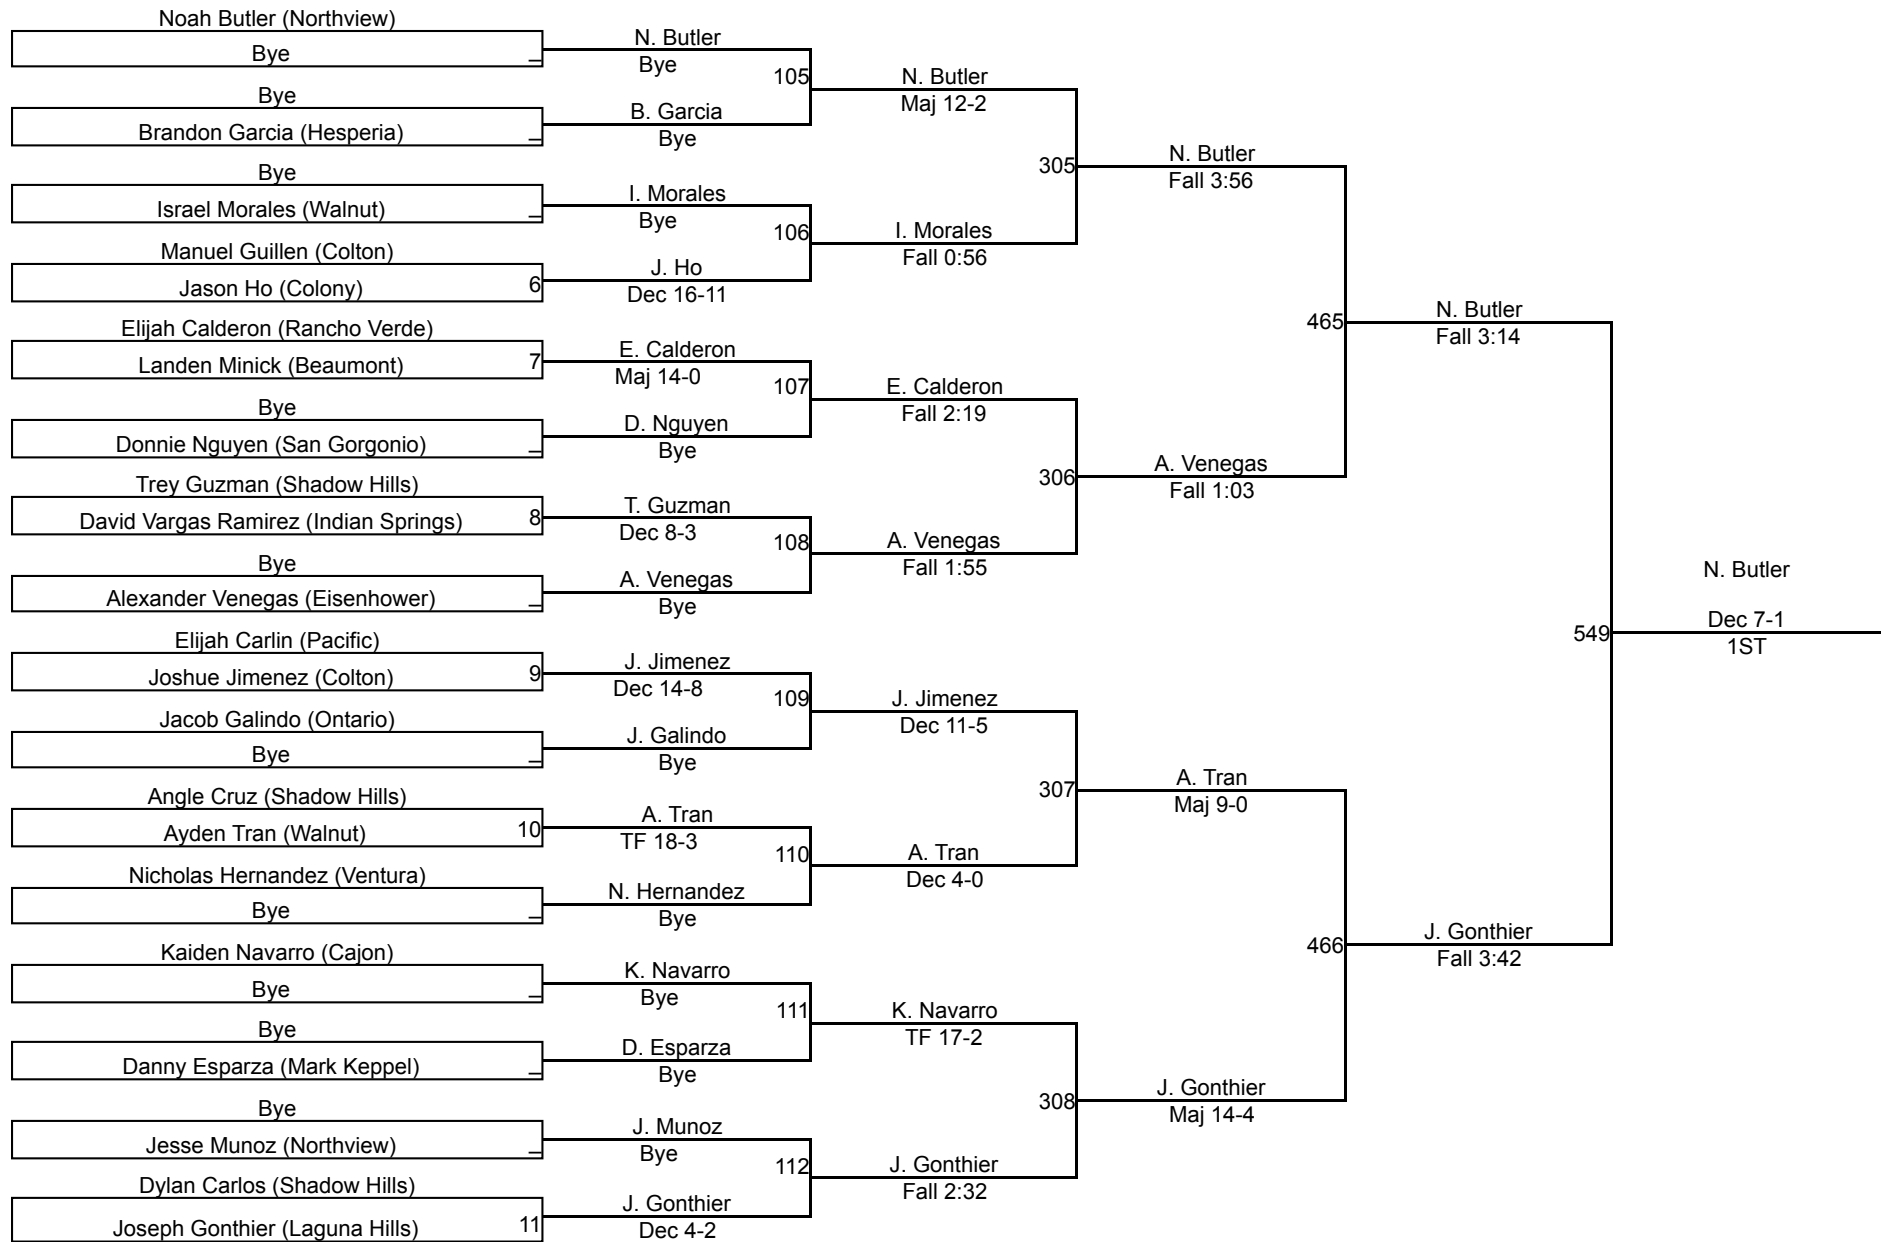 Noah Butler (Northview)
Bye _
Bye
Brandon Garcia (Hesperia) _
Bye
Israel Morales (Walnut) _
Manuel Guillen (Colton)
Jason Ho (Colony) 6
Elijah Calderon (Rancho Verde)
Landen Minick (Beaumont) 7
Bye
Donnie Nguyen (San Gorgonio) _
Trey Guzman (Shadow Hills)
David Vargas Ramirez (Indian Springs) 8
Bye
Alexander Venegas (Eisenhower) _
Elijah Carlin (Pacific)
Joshue Jimenez (Colton) 9
Jacob Galindo (Ontario)
Bye _
Angle Cruz (Shadow Hills)
Ayden Tran (Walnut) 10
Nicholas Hernandez (Ventura)
Bye _
Kaiden Navarro (Cajon)
Bye _
Bye
Danny Esparza (Mark Keppel) _
Bye
Jesse Munoz (Northview) _
Dylan Carlos (Shadow Hills)
Joseph Gonthier (Laguna Hills) 11
N. Butler
Bye
105
B. Garcia
Bye
I. Morales
Bye
106
J. Ho
Dec 16-11
E. Calderon
Maj 14-0
107
D. Nguyen
Bye
T. Guzman
Dec 8-3
108
A. Venegas
Bye
J. Jimenez
Dec 14-8
109
J. Galindo
Bye
A. Tran
TF 18-3
110
N. Hernandez
Bye
K. Navarro
Bye
111
D. Esparza
Bye
J. Munoz
Bye
112
J. Gonthier
Dec 4-2
N. Butler
Maj 12-2
305
I. Morales
Fall 0:56
E. Calderon
Fall 2:19
306
A. Venegas
Fall 1:55
J. Jimenez
Dec 11-5
307
A. Tran
Dec 4-0
K. Navarro
TF 17-2
308
J. Gonthier
Fall 2:32
N. Butler
Fall 3:56
465
A. Venegas
Fall 1:03
A. Tran
Maj 9-0
466
J. Gonthier
Maj 14-4
N. Butler
Fall 3:14
549
J. Gonthier
Fall 3:42
N. Butler
Dec 7-1
1ST